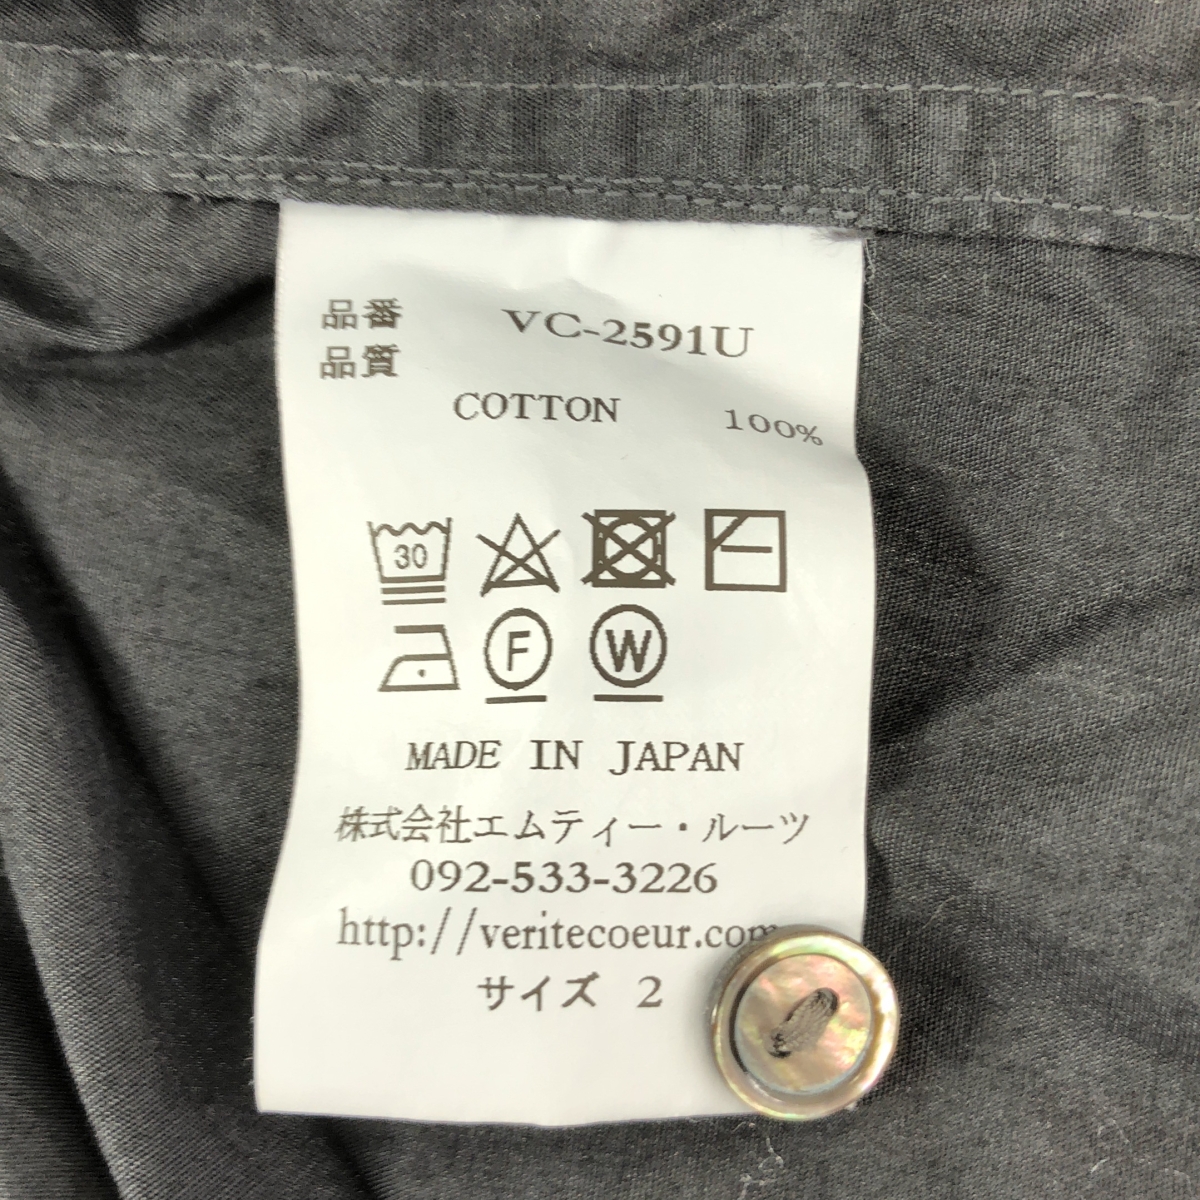 品番 VC-2591U
品質
COTTON 100%
30
F W
MADE IN JAPAN
株式会社エムティー・ルーツ
092-533-3226
http://veritecoeur.com
サイズ 2